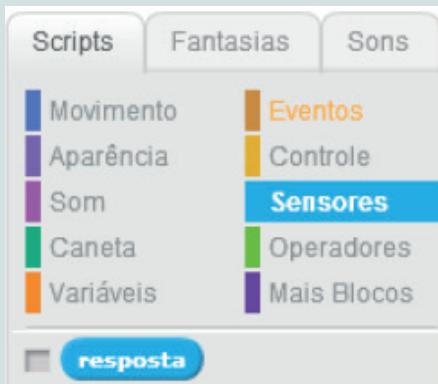 Scripts Fantasias Sons
Movimento Eventos
Aparência Controle
Som Sensores
Caneta Operadores
Variáveis Mais Blocos
resposta